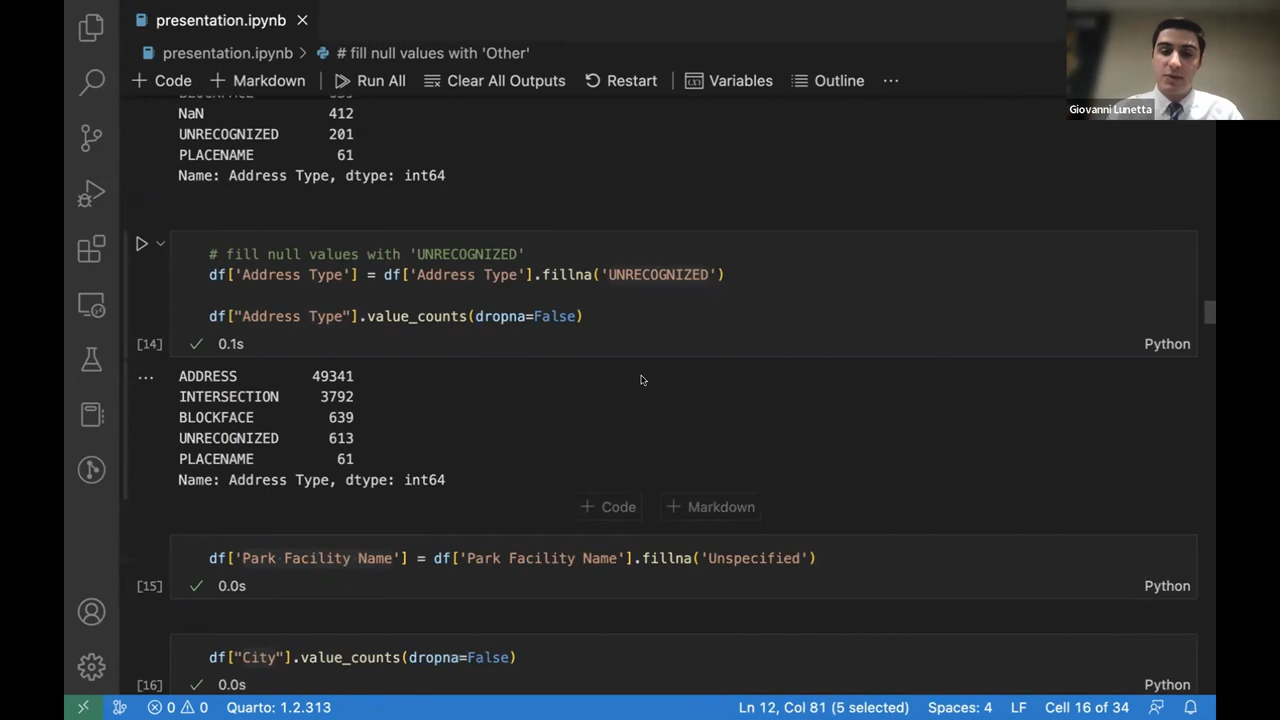 presentation.ipynb
presentation.ipynb > # fill null values with 'Other'
Code Markdown Run All Clear All Outputs Restart Variables Outline ...
Giovanni Lunetta
NaN 412
UNRECOGNIZED 201
PLACENAME 61
Name: Address Type, dtype: int64
# fill null values with 'UNRECOGNIZED'
df['Address Type'] = df['Address Type'].fillna('UNRECOGNIZED')
df["Address Type"].value_counts(dropna=False)
[14] 0.1s Python
ADDRESS 49341
INTERSECTION 3792
BLOCKFACE 639
UNRECOGNIZED 613
PLACENAME 61
Name: Address Type, dtype: int64
+ Code + Markdown
df['Park Facility Name'] = df['Park Facility Name'].fillna('Unspecified')
[15] 0.0s Python
df["City"].value_counts(dropna=False)
[16] 0.0s Python
0 0 Quarto: 1.2.313 Ln 12, Col 81 (5 selected) Spaces: 4 LF Cell 16 of 34